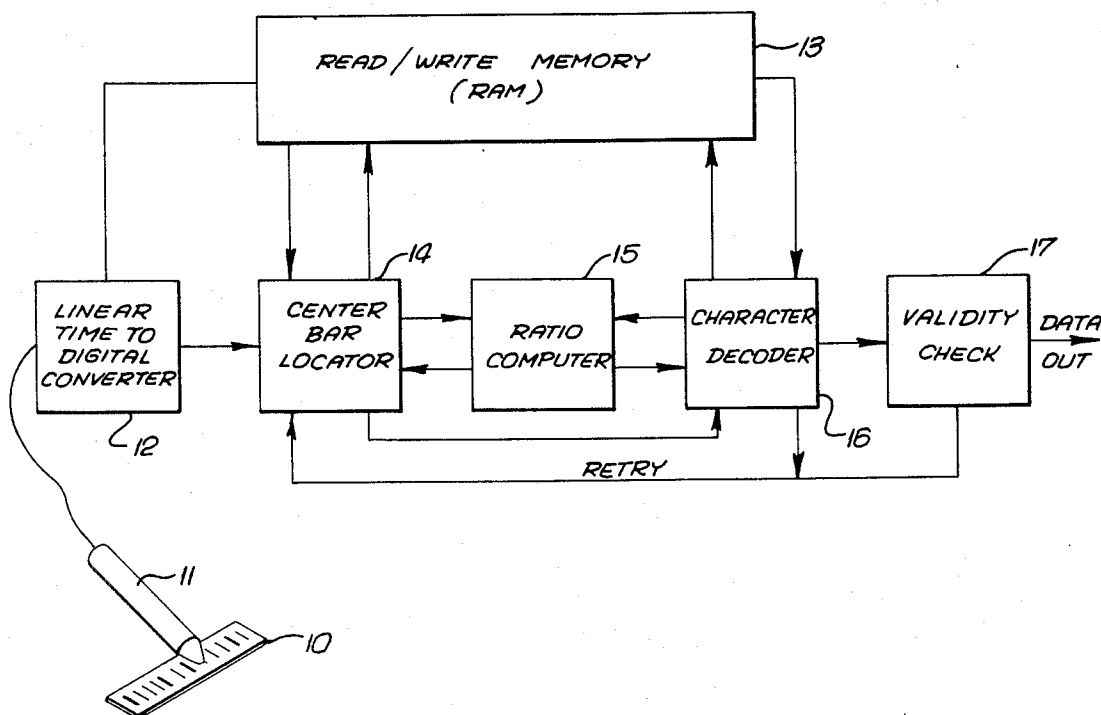 READ/WRITE MEMORY
(RAM)
13
LINEAR
TIME TO
DIGITAL
CONVERTER
12
14
CENTER
BAR
LOCATOR
15
RATIO
COMPUTER
CHARACTER
DECODER
16
17
VALIDITY
CHECK
DATA
OUT
RETRY
11
10